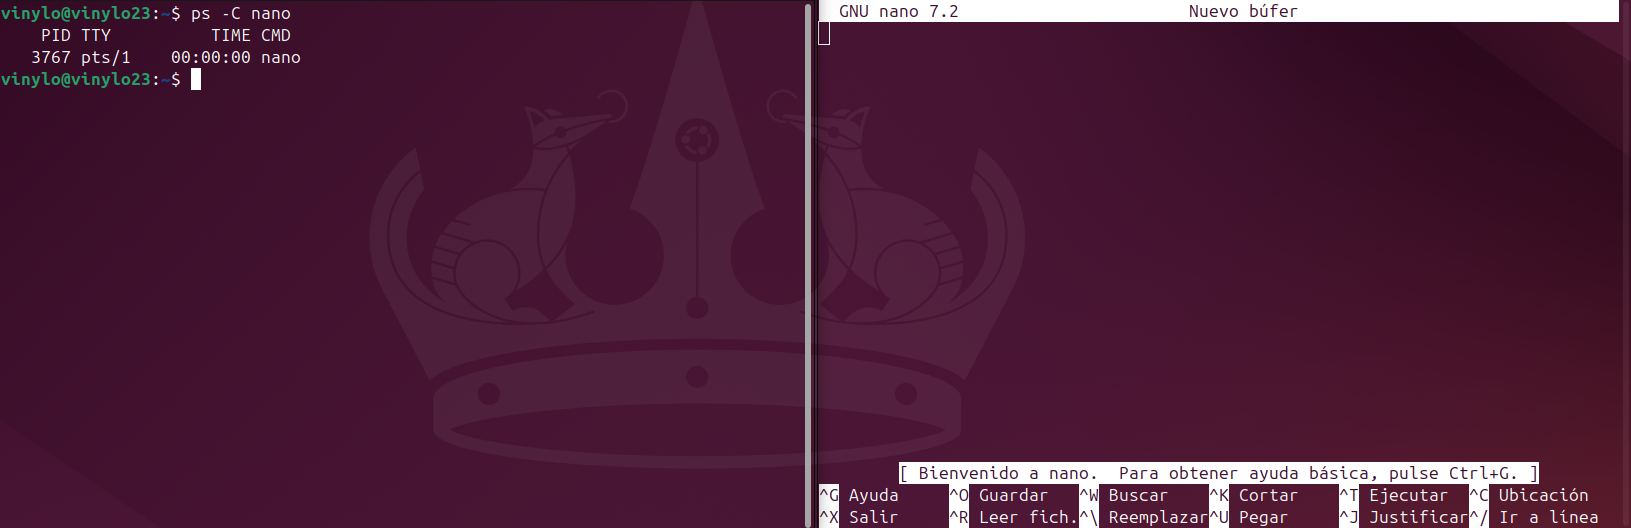 vinylo@vinylo23:~$ ps -C nano
PID TTY TIME CMD
3767 pts/1 00:00:00 nano
vinylo@vinylo23:~$
GNU nano 7.2 Nuevo búfer
[ Bienvenido a nano. Para obtener ayuda básica, pulse Ctrl+G. ]
^G Ayuda ^O Guardar ^W Buscar ^K Cortar ^T Ejecutar ^C Ubicación
^X Salir ^R Leer fich.^\ Reemplazar^U Pegar ^J Justificar^/ Ir a línea